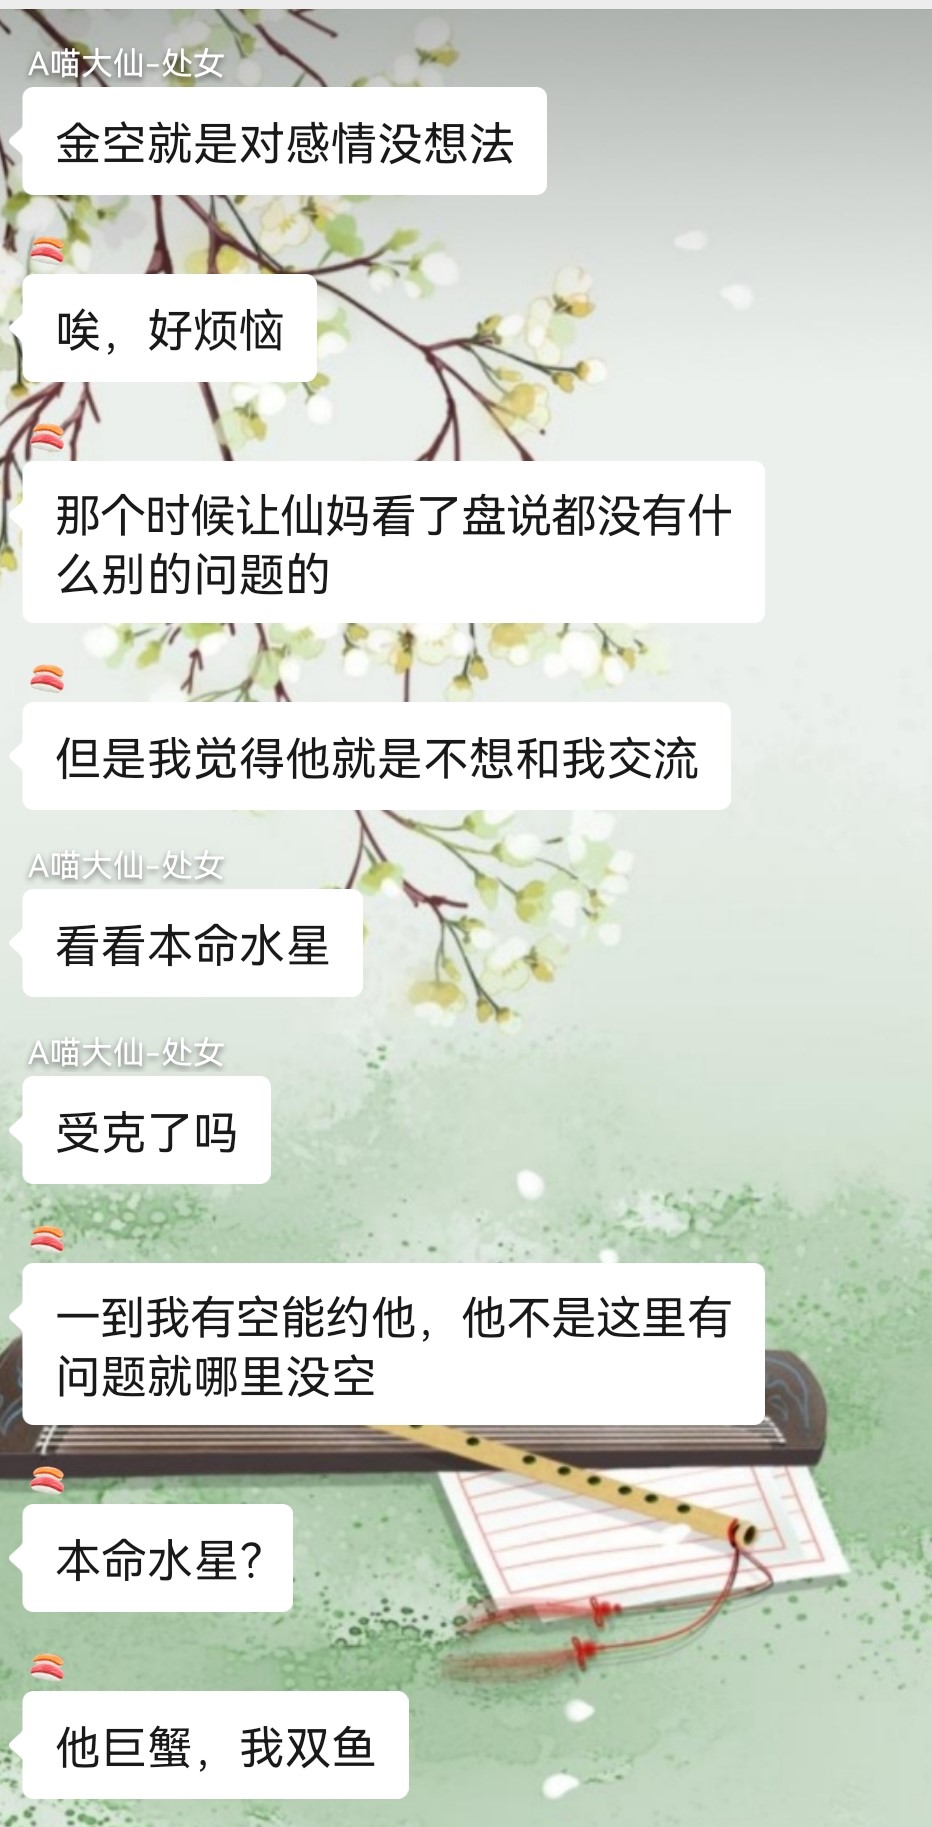 A喵大仙-处女
金空就是对感情没想法
🍣
唉，好烦恼
🍣
那个时候让仙妈看了盘说都没有什
么别的问题的
🍣
但是我觉得他就是不想和我交流
A喵大仙-处女
看看本命水星
A喵大仙-处女
受克了吗
🍣
一到我有空能约他，他不是这里有
问题就哪里没空
🍣
本命水星?
🍣
他巨蟹，我双鱼